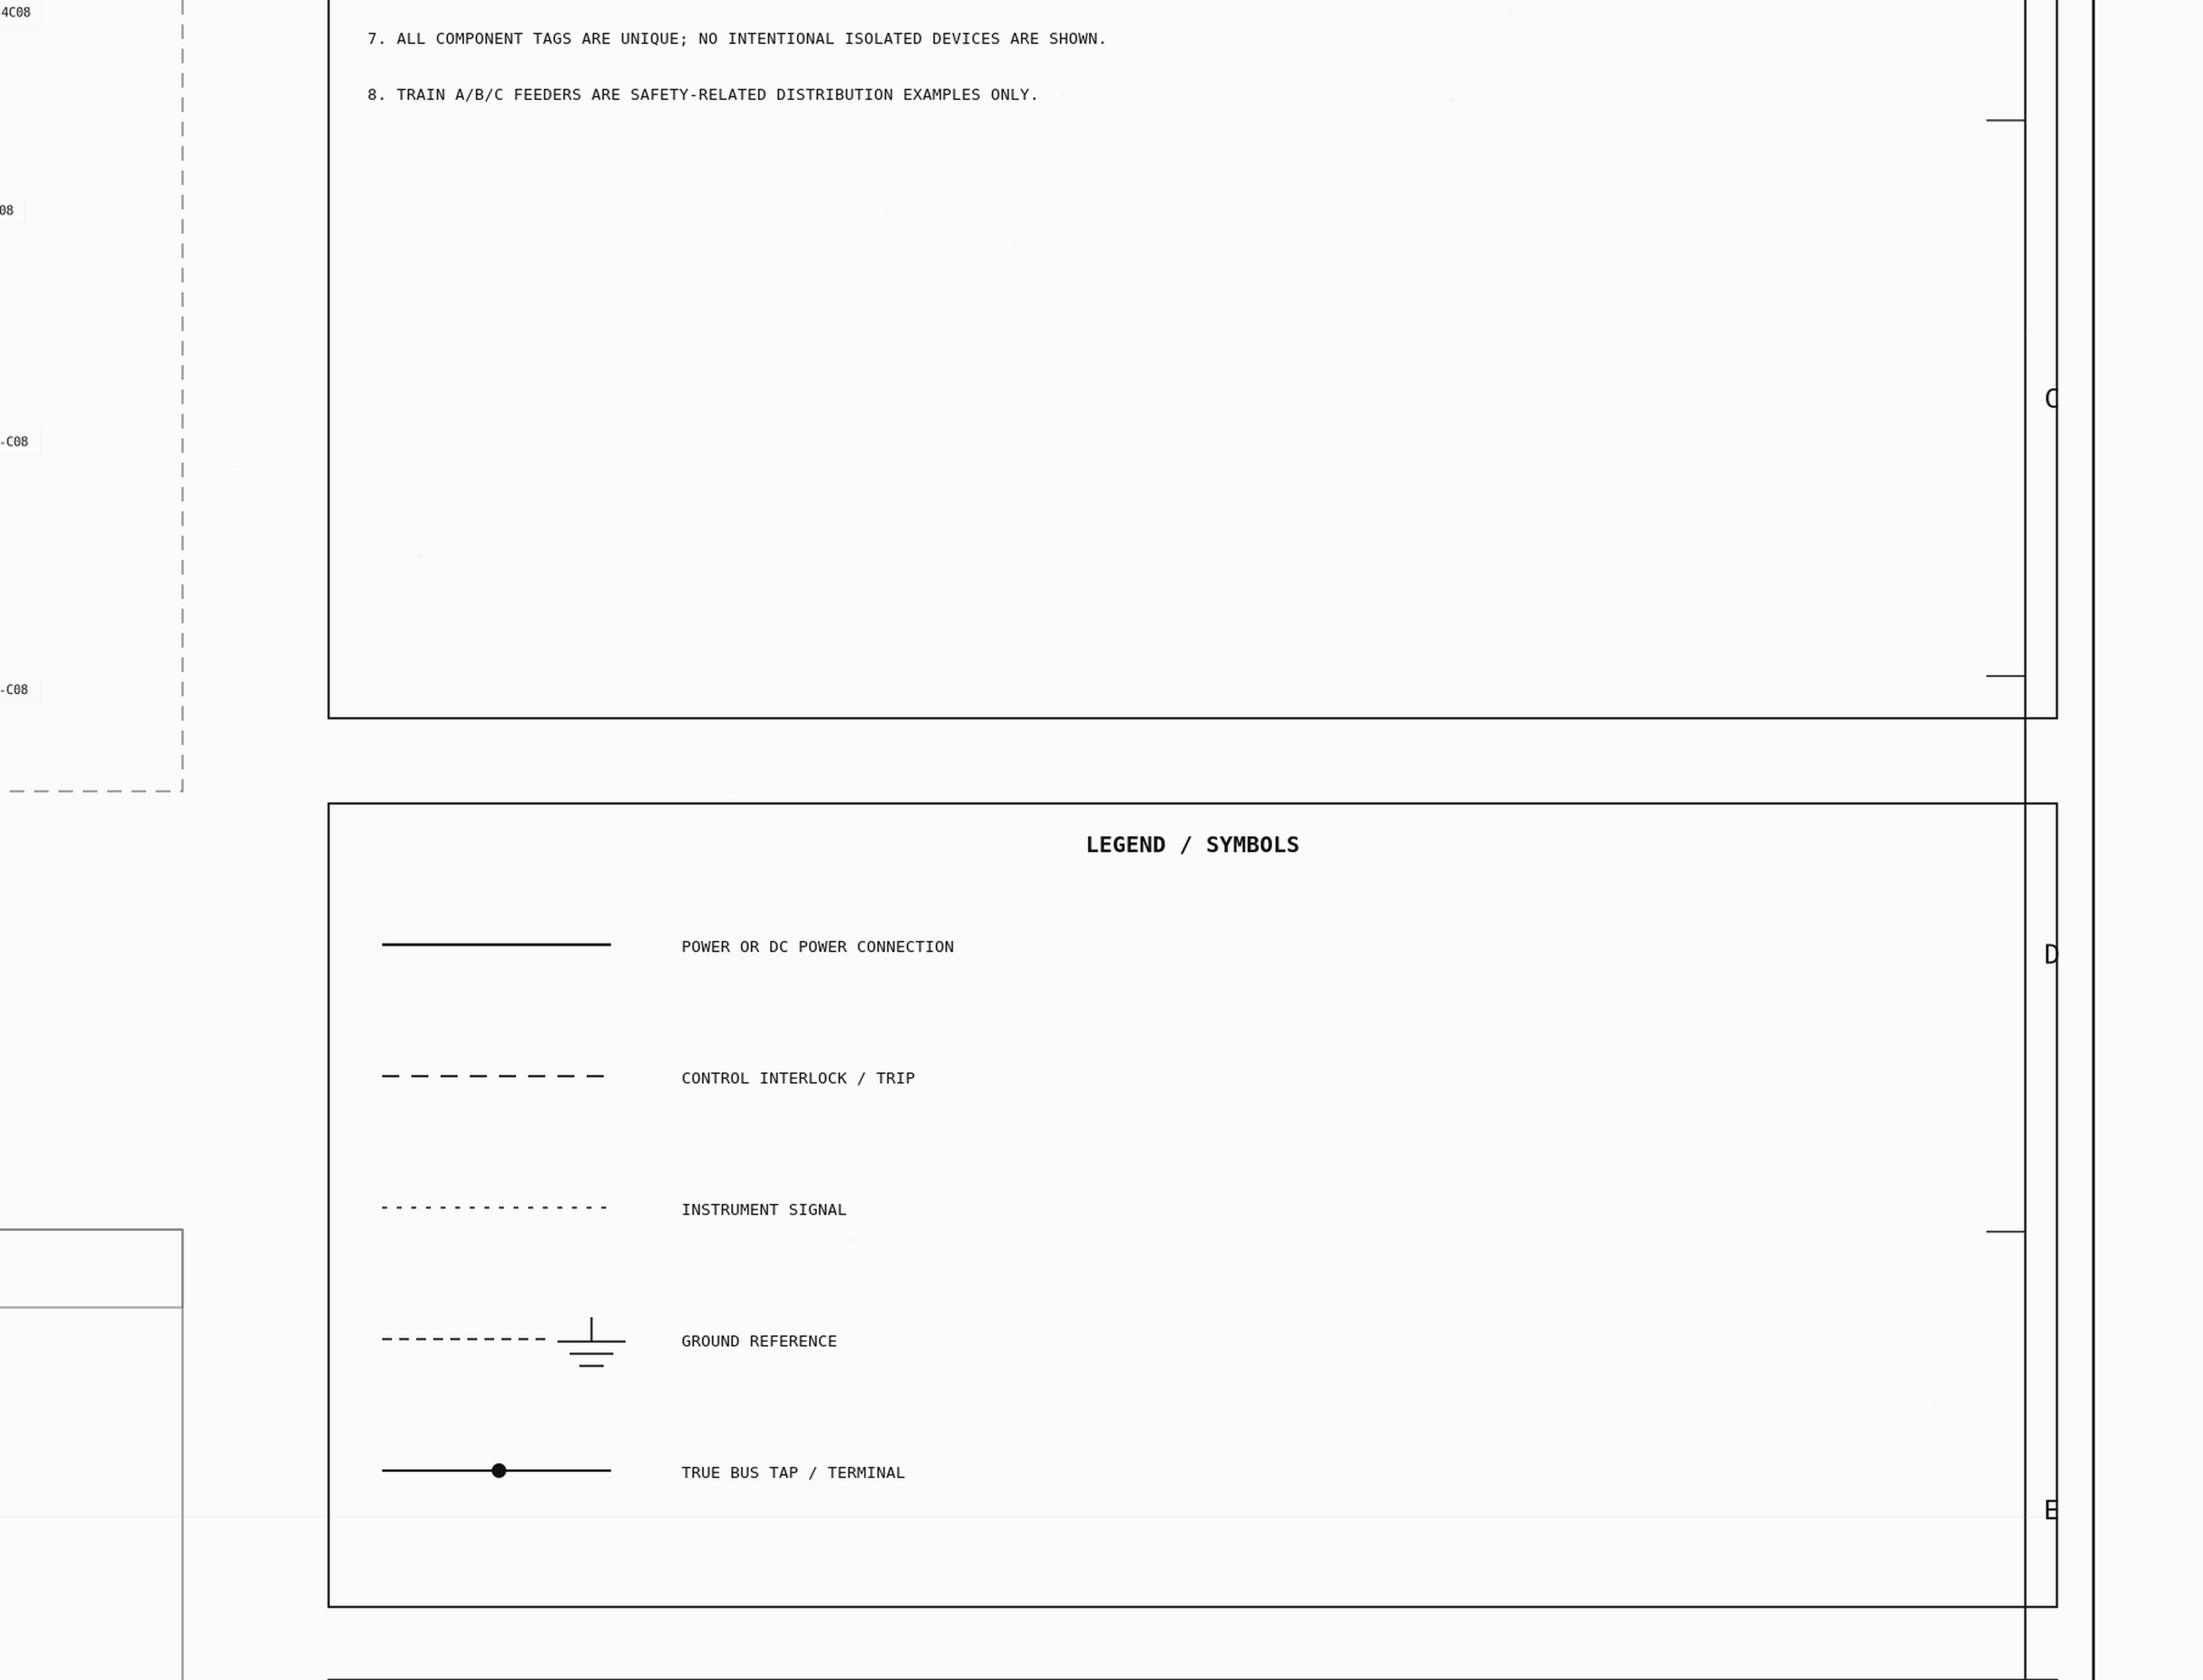 4C08
7. ALL COMPONENT TAGS ARE UNIQUE; NO INTENTIONAL ISOLATED DEVICES ARE SHOWN.
8. TRAIN A/B/C FEEDERS ARE SAFETY-RELATED DISTRIBUTION EXAMPLES ONLY.
08
C
-C08
-C08
LEGEND / SYMBOLS
POWER OR DC POWER CONNECTION
D
CONTROL INTERLOCK / TRIP
INSTRUMENT SIGNAL
GROUND REFERENCE
TRUE BUS TAP / TERMINAL
E